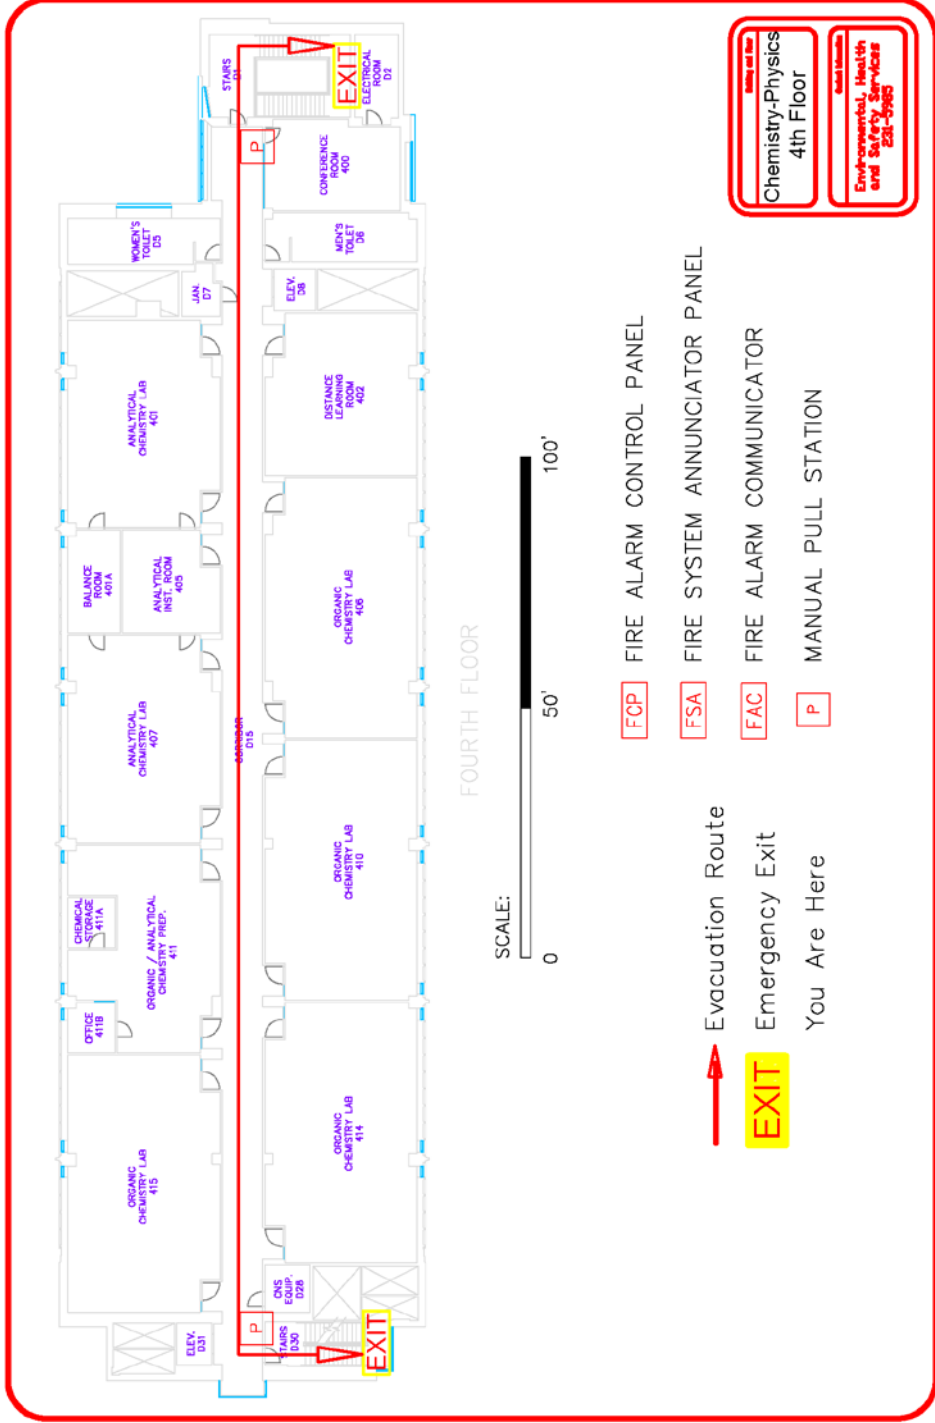 STAIRS
D1
EXIT
ELECTRICAL
ROOM
D2
P
CONFERENCE
ROOM
400
WOMEN'S
TOILET
D5
MEN'S
TOILET
D6
JAN.
D7
ELEV.
D8
ANALYTICAL
CHEMISTRY LAB
401
DISTANCE
LEARNING
ROOM
402
BALANCE
ROOM
401A
ANALYTICAL
INST. ROOM
405
ORGANIC
CHEMISTRY LAB
406
ANALYTICAL
CHEMISTRY LAB
407
CORRIDOR
D15
ORGANIC
CHEMISTRY LAB
410
CHEMICAL
STORAGE
411A
ORGANIC / ANALYTICAL
CHEMISTRY PREP.
411
OFFICE
411B
ORGANIC
CHEMISTRY LAB
414
ORGANIC
CHEMISTRY LAB
415
CNS
EQUIP.
D28
P
ELEV.
D31
STAIRS
D30
EXIT
FOURTH FLOOR
SCALE:
0
50'
100'
Evacuation Route
EXIT
Emergency Exit
You Are Here
FCP
FIRE ALARM CONTROL PANEL
FSA
FIRE SYSTEM ANNUNCIATOR PANEL
FAC
FIRE ALARM COMMUNICATOR
P
MANUAL PULL STATION
Building and Floor
Chemistry-Physics
4th Floor
Contact Information
Environmental, Health
and Safety Services
231-5985